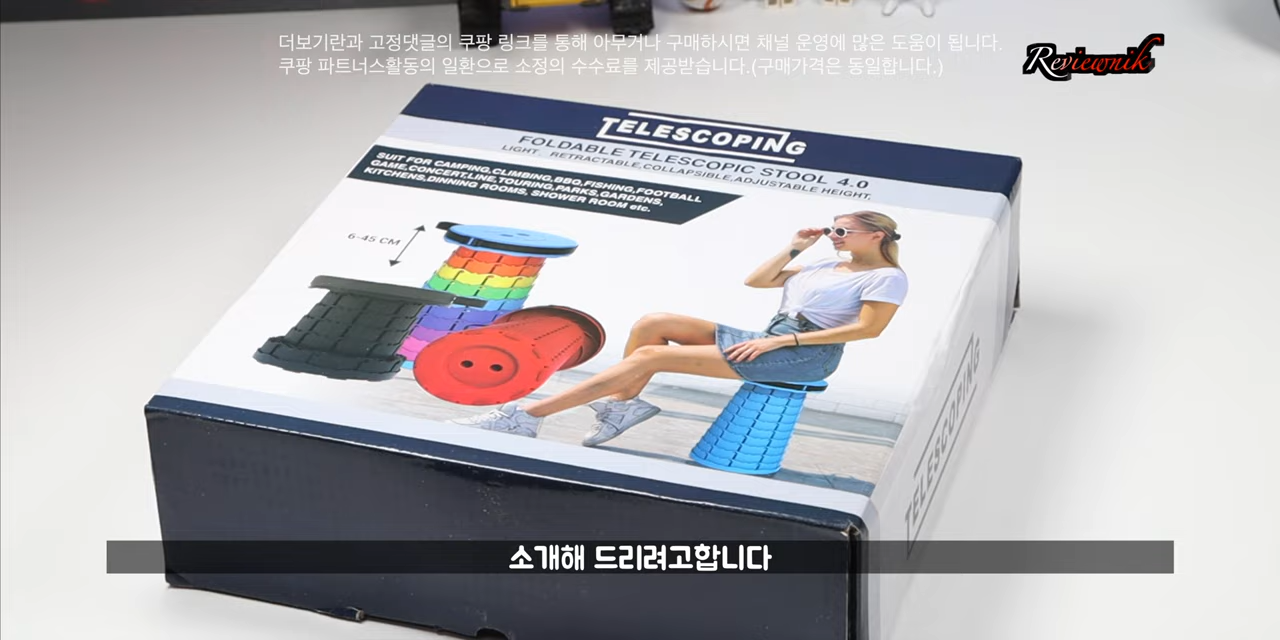 더보기란과 고정댓글의 쿠팡 링크를 통해 아무거나 구매하시면 채널 운영에 많은 도움이 됩니다.
쿠팡 파트너스활동의 일환으로 소정의 수수료를 제공받습니다.(구매가격은 동일합니다.)
Reviewnik
TELESCOPING
FOLDABLE TELESCOPIC STOOL 4.0
LIGHT, RETRACTABLE,COLLAPSIBLE,ADJUSTABLE HEIGHT,
SUIT FOR CAMPING,CLIMBING,BBQ,FISHING,FOOTBALL
GAME,CONCERT,LINE,TOURING,PARKS,GARDENS,
KITCHENS,DINNING ROOMS, SHOWER ROOM etc.
6-45 CM
TELESCOPING
소개해 드리려고합니다